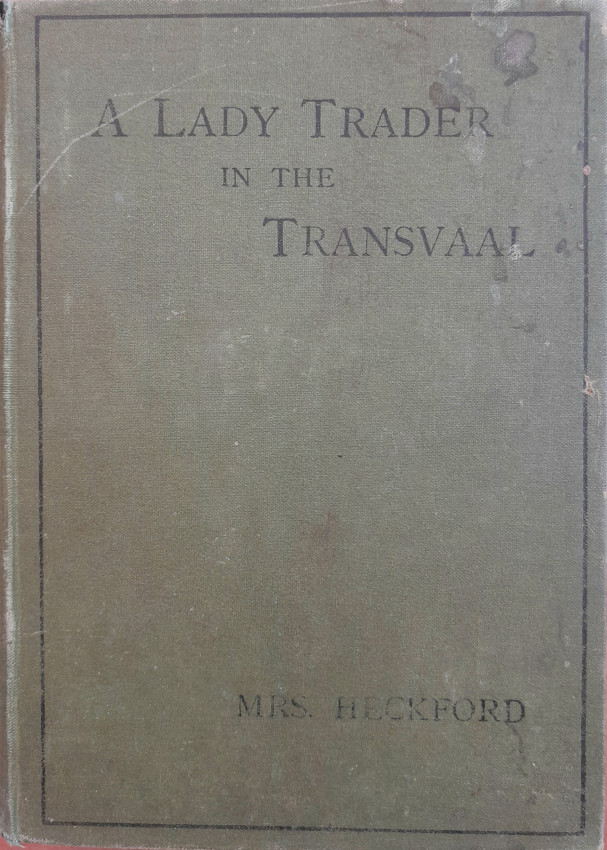 A LADY TRADER
IN THE
TRANSVAAL
MRS. HECKFORD